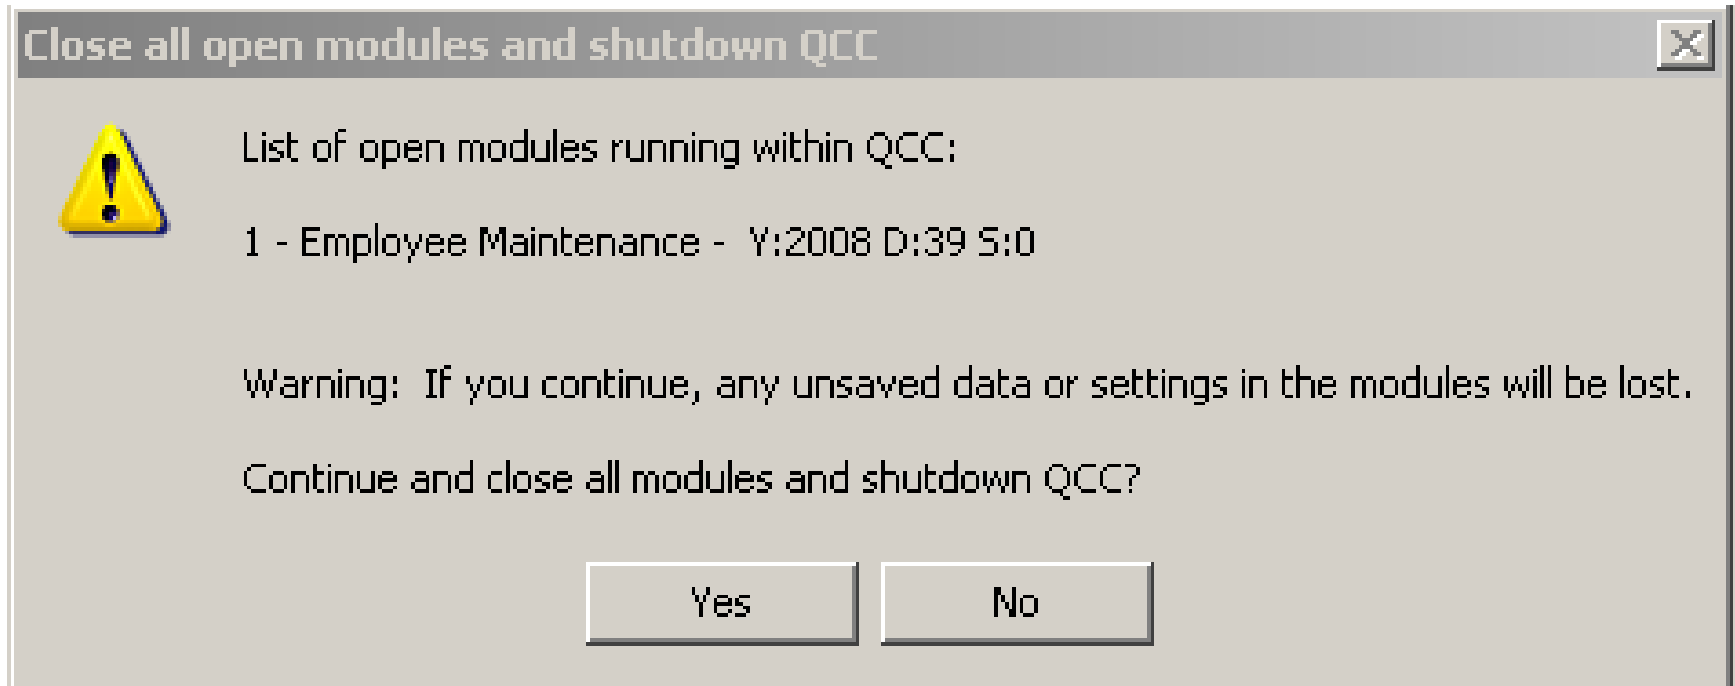 Close all open modules and shutdown QCC
List of open modules running within QCC:
1 - Employee Maintenance -  Y:2008 D:39 S:0
Warning:  If you continue, any unsaved data or settings in the modules will be lost.
Continue and close all modules and shutdown QCC?
Yes No